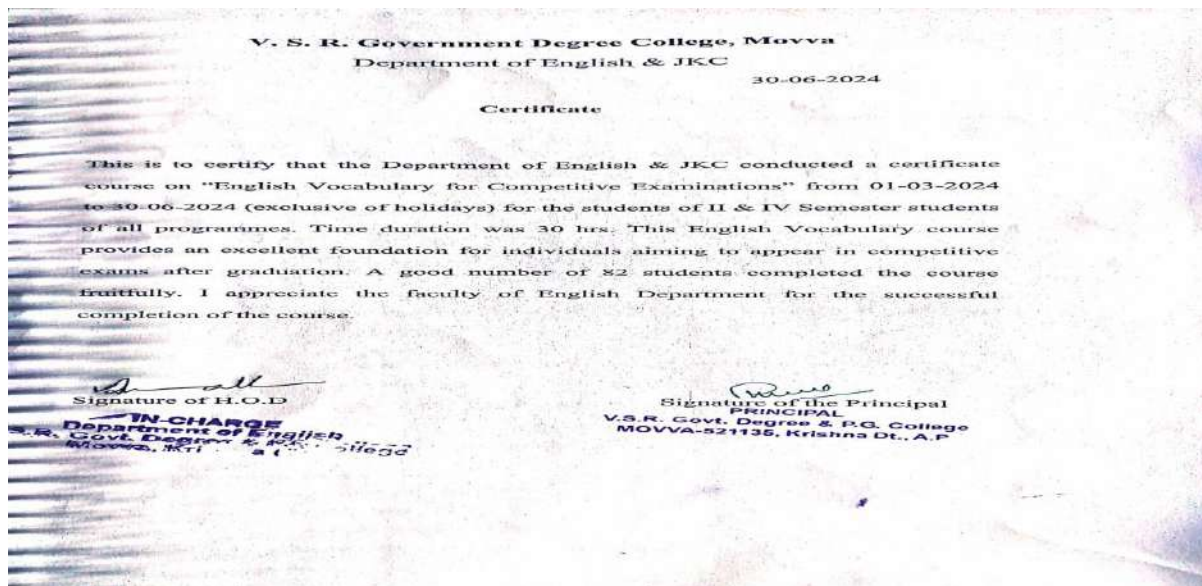 V. S. R. Government Degree College, Movva
Department of English & JKC
30-06-2024
Certificate
This is to certify that the Department of English & JKC conducted a certificate
course on "English Vocabulary for Competitive Examinations" from 01-03-2024
to 30-06-2024 (exclusive of holidays) for the students of II & IV Semester students
of all programmes. Time duration was 30 hrs. This English Vocabulary course
provides an excellent foundation for individuals aiming to appear in competitive
exams after graduation. A good number of 82 students completed the course
fruitfully. I appreciate the faculty of English Department for the successful
completion of the course.
Signature of H.O.D
IN-CHARGE
Department of English
S.R. Govt. Degree
Signature of the Principal
PRINCIPAL
V.S.R. Govt. Degree & P.G. College
MOVVA-521135, Krishna Dt., A.P